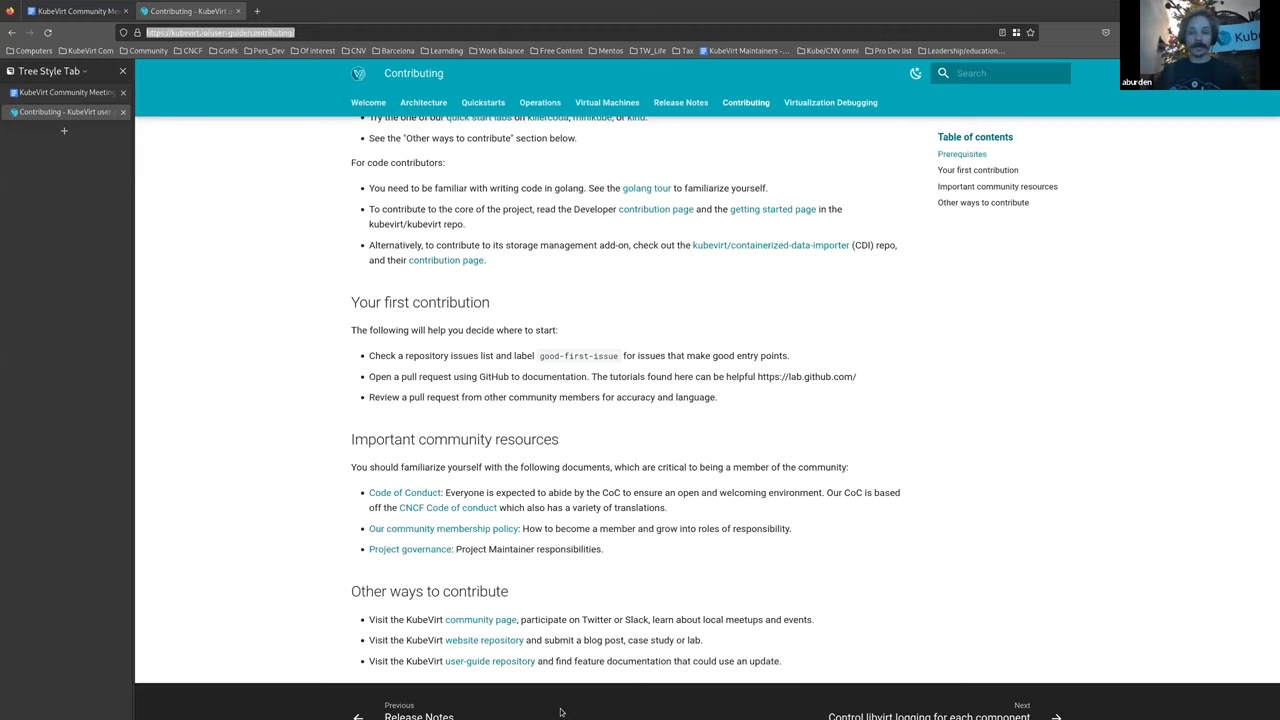 KubeVirt Community Me
Contributing - KubeVirt u
https://kubevirt.io/user-guide/contributing/
Computers
KubeVirt Com
Community
CNCF
Confs
Pers_Dev
Of interest
CNV
Barcelona
Learnding
Work Balance
Free Content
Mentos
TW_Life
Tax
KubeVirt Maintainers -...
Kube/CNV omni
Pro Dev list
Leadership/education...
aburden
Tree Style Tab
KubeVirt Community Meetin
Contributing - KubeVirt user
Contributing
Search
Welcome
Architecture
Quickstarts
Operations
Virtual Machines
Release Notes
Contributing
Virtualization Debugging
Try the one of our quick start labs on killercoda, minikube, or kind.
See the "Other ways to contribute" section below.
For code contributors:
You need to be familiar with writing code in golang. See the golang tour to familiarize yourself.
To contribute to the core of the project, read the Developer contribution page and the getting started page in the
kubevirt/kubevirt repo.
Alternatively, to contribute to its storage management add-on, check out the kubevirt/containerized-data-importer (CDI) repo,
and their contribution page.
Your first contribution
The following will help you decide where to start:
Check a repository issues list and label good-first-issue for issues that make good entry points.
Open a pull request using GitHub to documentation. The tutorials found here can be helpful https://lab.github.com/
Review a pull request from other community members for accuracy and language.
Important community resources
You should familiarize yourself with the following documents, which are critical to being a member of the community:
Code of Conduct: Everyone is expected to abide by the CoC to ensure an open and welcoming environment. Our CoC is based
off the CNCF Code of conduct which also has a variety of translations.
Our community membership policy: How to become a member and grow into roles of responsibility.
Project governance: Project Maintainer responsibilities.
Other ways to contribute
Visit the KubeVirt community page, participate on Twitter or Slack, learn about local meetups and events.
Visit the KubeVirt website repository and submit a blog post, case study or lab.
Visit the KubeVirt user-guide repository and find feature documentation that could use an update.
Table of contents
Prerequisites
Your first contribution
Important community resources
Other ways to contribute
Previous
Release Notes
Next
Control libvirt logging for each component